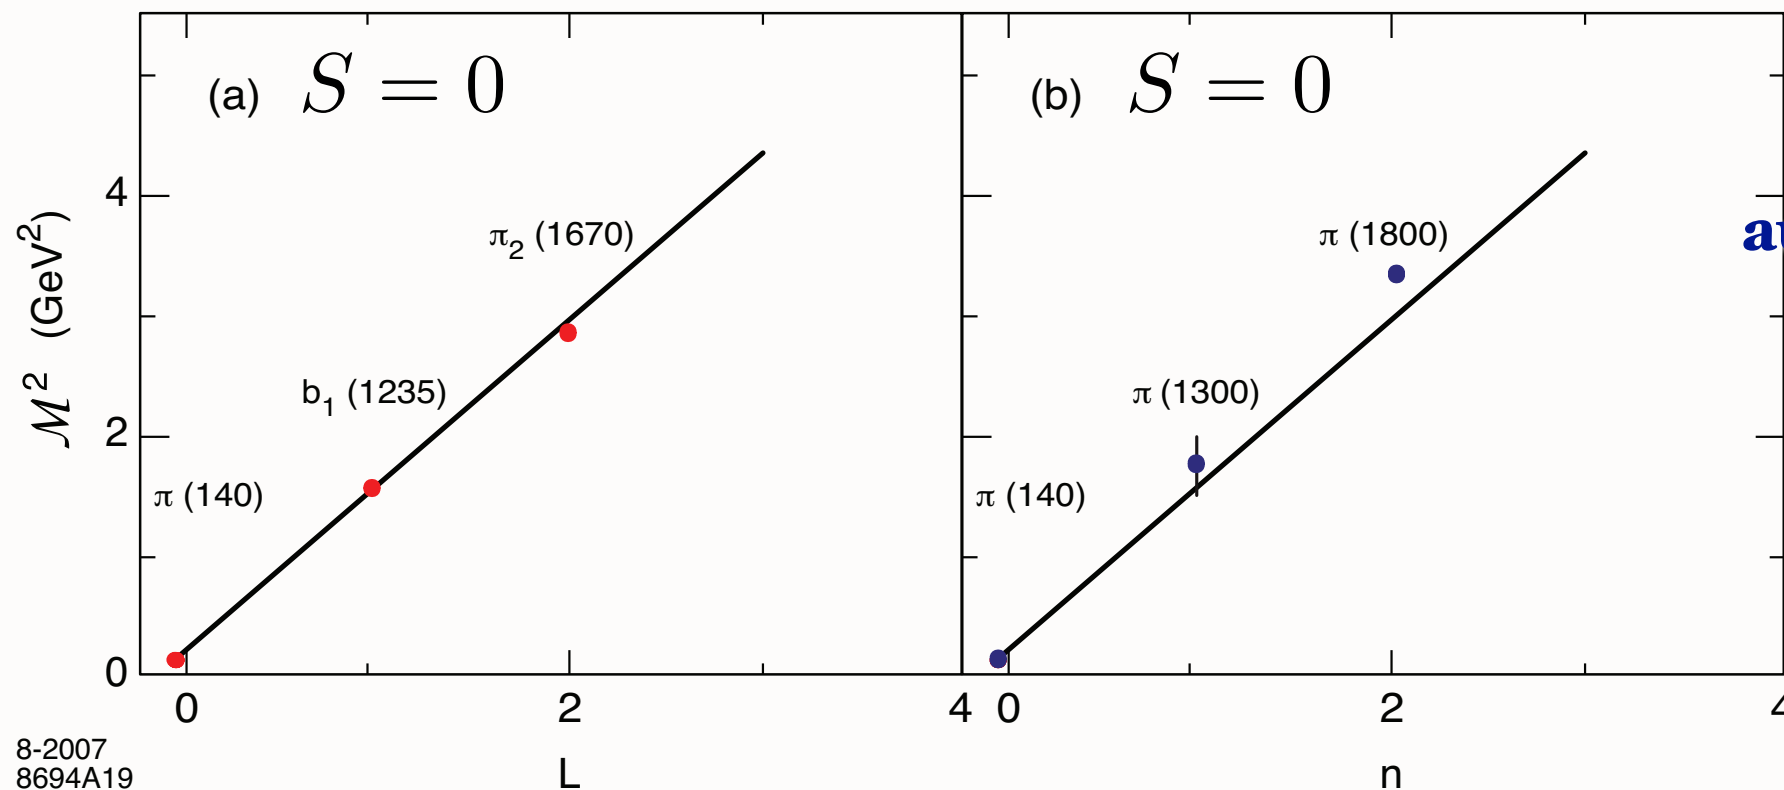 (a) S = 0
(b) S = 0
4
2
0
ℳ² (GeV²)
π₂ (1670)
b₁ (1235)
π (140)
π (1800)
π (1300)
π (140)
au
0 2 4
0 2 4
L
n
8-2007
8694A19